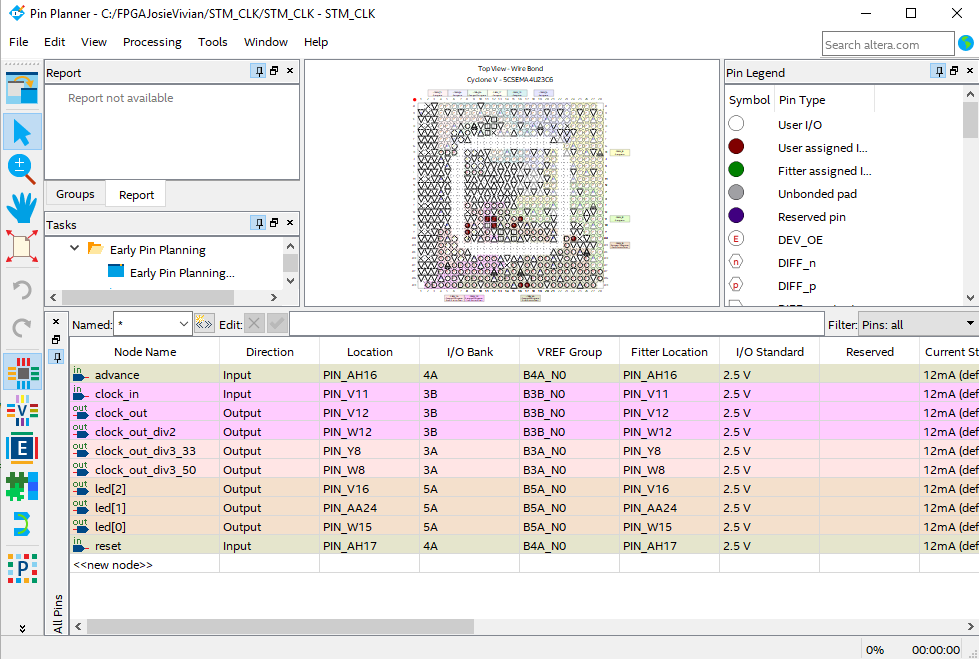 Pin Planner - C:/FPGAJosieVivian/STM_CLK/STM_CLK - STM_CLK
File Edit View Processing Tools Window Help
Search altera.com
Report
Report not available
Groups Report
Tasks
Early Pin Planning
Early Pin Planning...
Top View - Wire Bond
Cyclone V - 5CSEMA4U23C6
Pin Legend
Symbol Pin Type
User I/O
User assigned I...
Fitter assigned I...
Unbonded pad
Reserved pin
E DEV_OE
n DIFF_n
p DIFF_p
Named: * <<>> Edit: Filter: Pins: all
Node Name Direction Location I/O Bank VREF Group Fitter Location I/O Standard Reserved Current St
in advance Input PIN_AH16 4A B4A_N0 PIN_AH16 2.5 V 12mA (def
in clock_in Input PIN_V11 3B B3B_N0 PIN_V11 2.5 V 12mA (def
out clock_out Output PIN_V12 3B B3B_N0 PIN_V12 2.5 V 12mA (def
out clock_out_div2 Output PIN_W12 3B B3B_N0 PIN_W12 2.5 V 12mA (def
out clock_out_div3_33 Output PIN_Y8 3A B3A_N0 PIN_Y8 2.5 V 12mA (def
out clock_out_div3_50 Output PIN_W8 3A B3A_N0 PIN_W8 2.5 V 12mA (def
out led[2] Output PIN_V16 5A B5A_N0 PIN_V16 2.5 V 12mA (def
out led[1] Output PIN_AA24 5A B5A_N0 PIN_AA24 2.5 V 12mA (def
out led[0] Output PIN_W15 5A B5A_N0 PIN_W15 2.5 V 12mA (def
in reset Input PIN_AH17 4A B4A_N0 PIN_AH17 2.5 V 12mA (def
<<new node>>
All Pins
V
E
P
0% 00:00:00